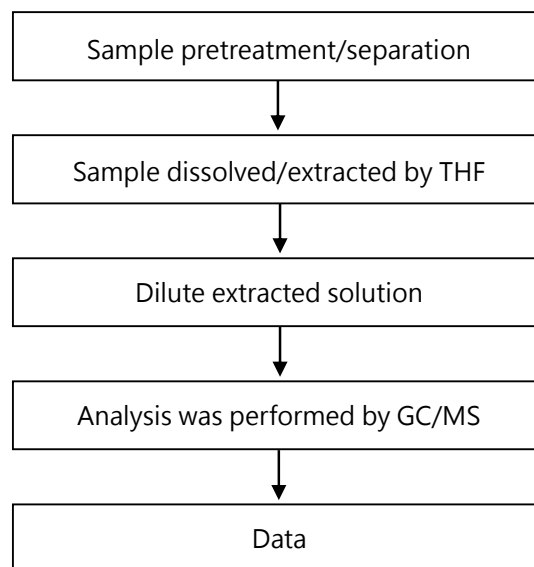 Sample pretreatment/separation
Sample dissolved/extracted by THF
Dilute extracted solution
Analysis was performed by GC/MS
Data